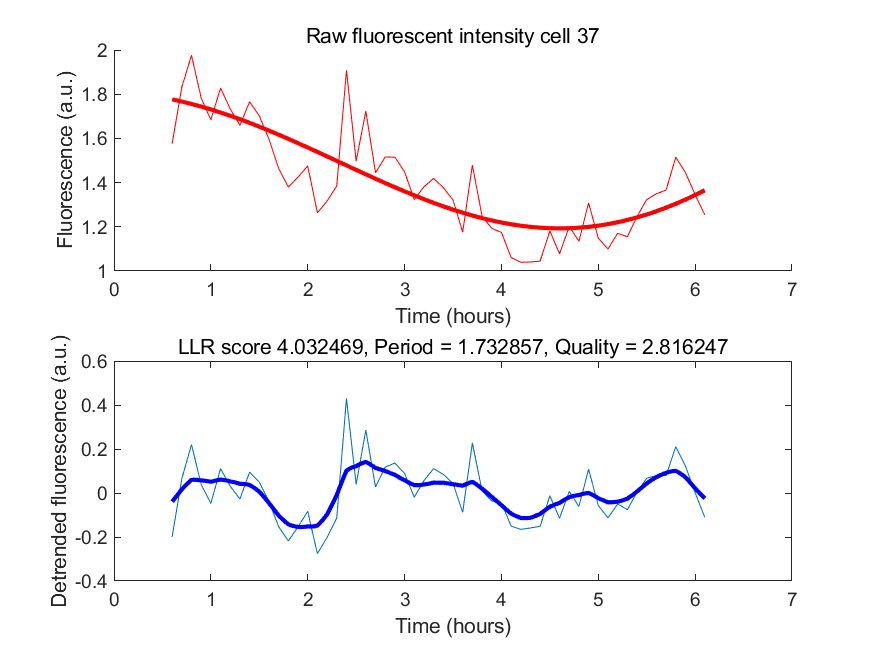 Raw fluorescent intensity cell 37
Fluorescence (a.u.)
2
1.8
1.6
1.4
1.2
1
0 1 2 3 4 5 6 7
Time (hours)
LLR score 4.032469, Period = 1.732857, Quality = 2.816247
Detrended fluorescence (a.u.)
0.6
0.4
0.2
0
-0.2
-0.4
0 1 2 3 4 5 6 7
Time (hours)